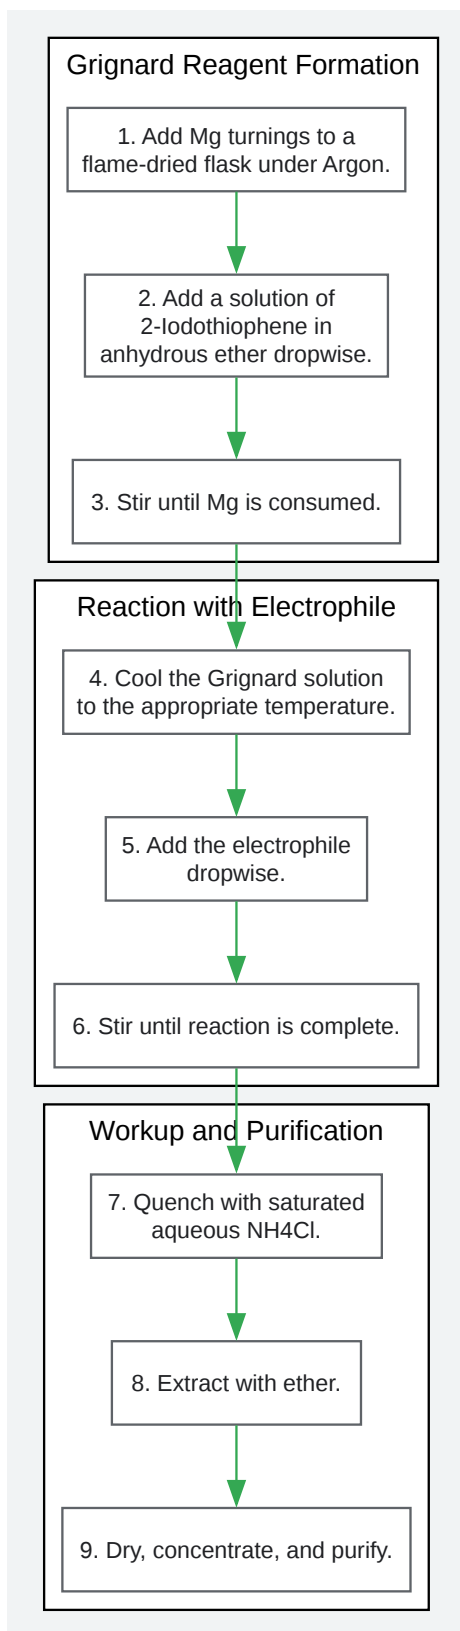 Grignard Reagent Formation
1. Add Mg turnings to a
flame-dried flask under Argon.
2. Add a solution of
2-Iodothiophene in
anhydrous ether dropwise.
3. Stir until Mg is consumed.
Reaction with Electrophile
4. Cool the Grignard solution
to the appropriate temperature.
5. Add the electrophile
dropwise.
6. Stir until reaction is complete.
Workup and Purification
7. Quench with saturated
aqueous NH4Cl.
8. Extract with ether.
9. Dry, concentrate, and purify.